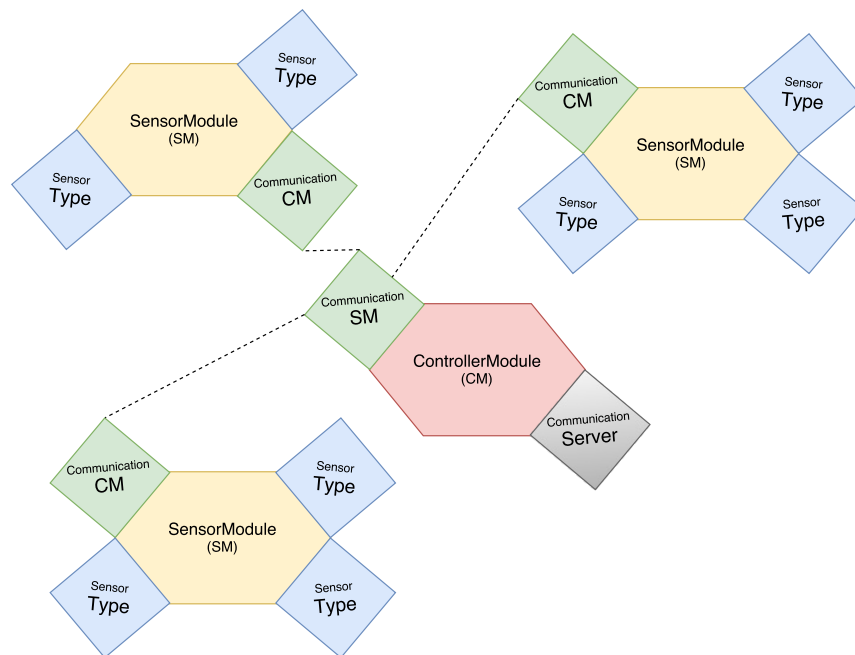 Sensor
Type
SensorModule
(SM)
Sensor
Type
Communication
CM
Communication
CM
Sensor
Type
SensorModule
(SM)
Sensor
Type
Sensor
Type
Communication
SM
ControllerModule
(CM)
Communication
Server
Communication
CM
Sensor
Type
SensorModule
(SM)
Sensor
Type
Sensor
Type